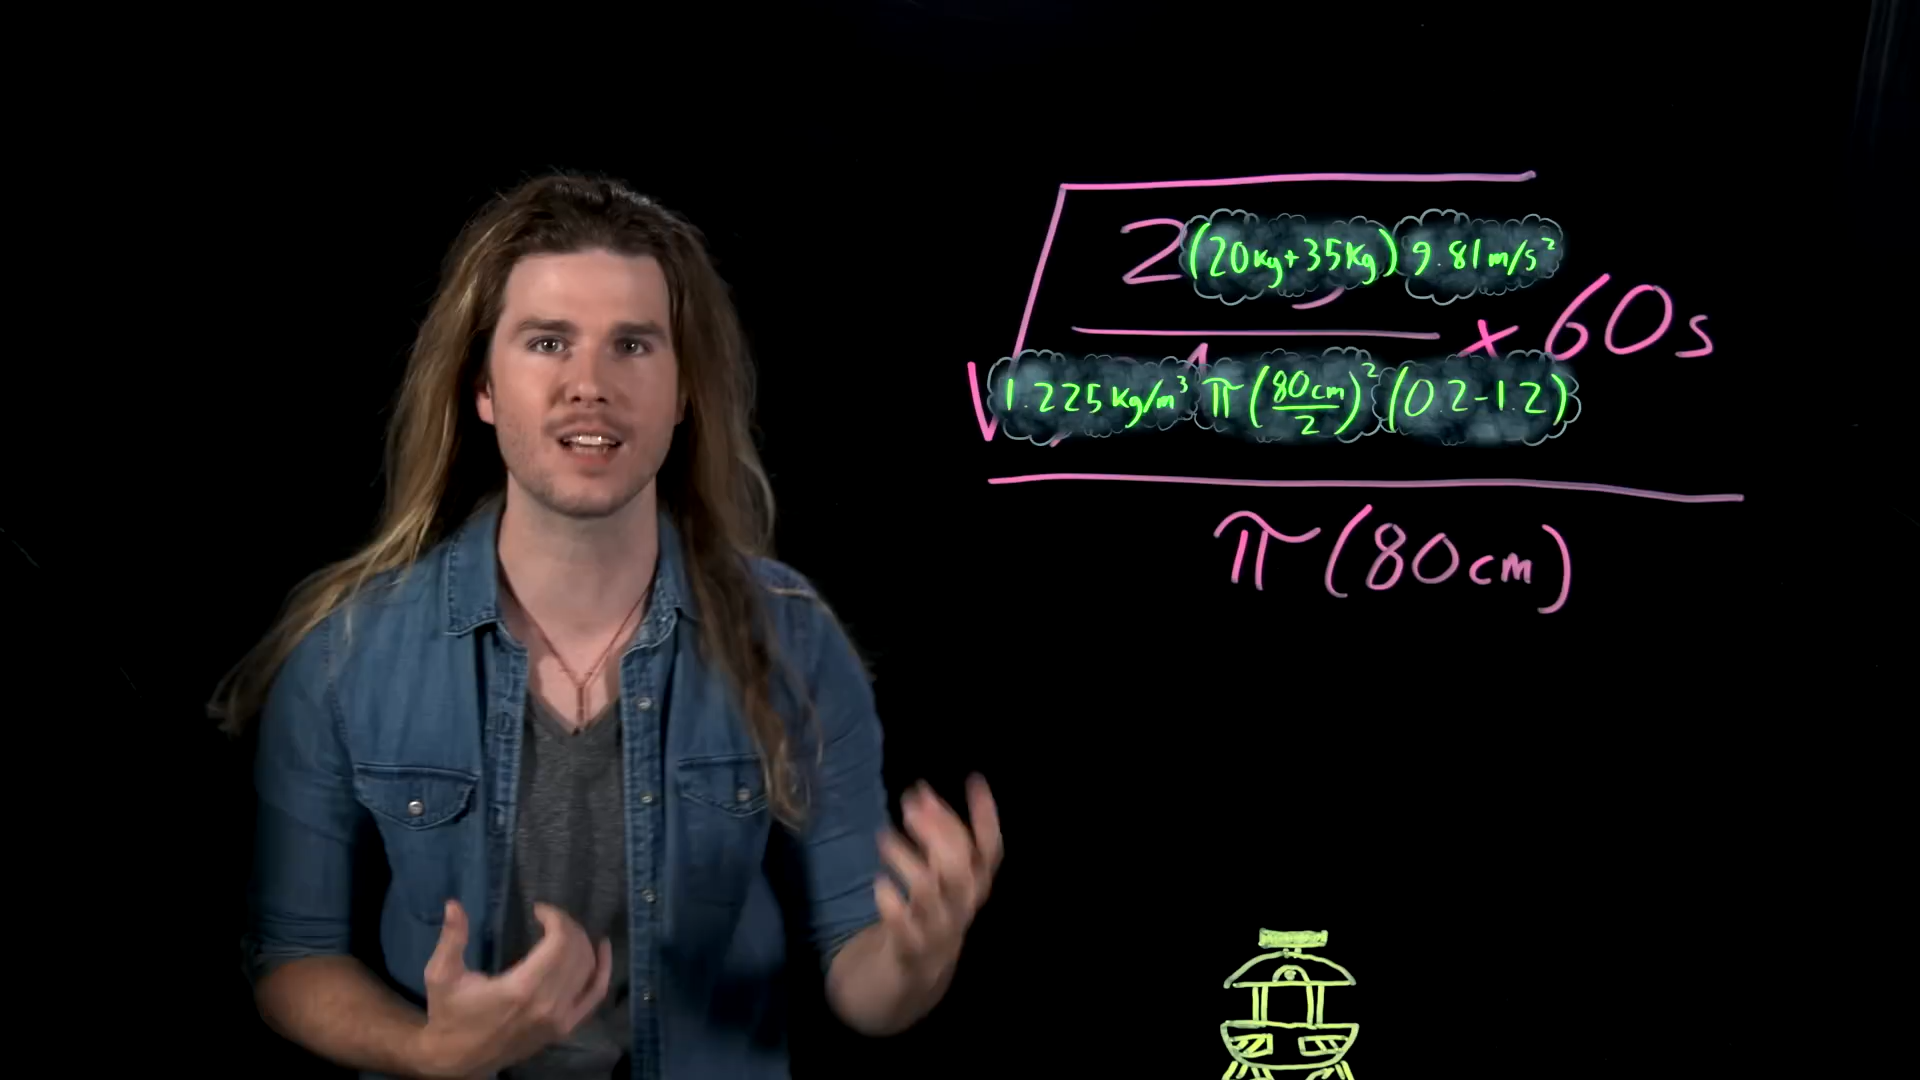 2(20kg+35kg) 9.81m/s²
x 60s
1.225kg/m³ π(80cm/2)² (0.2-1.2)
π(80cm)